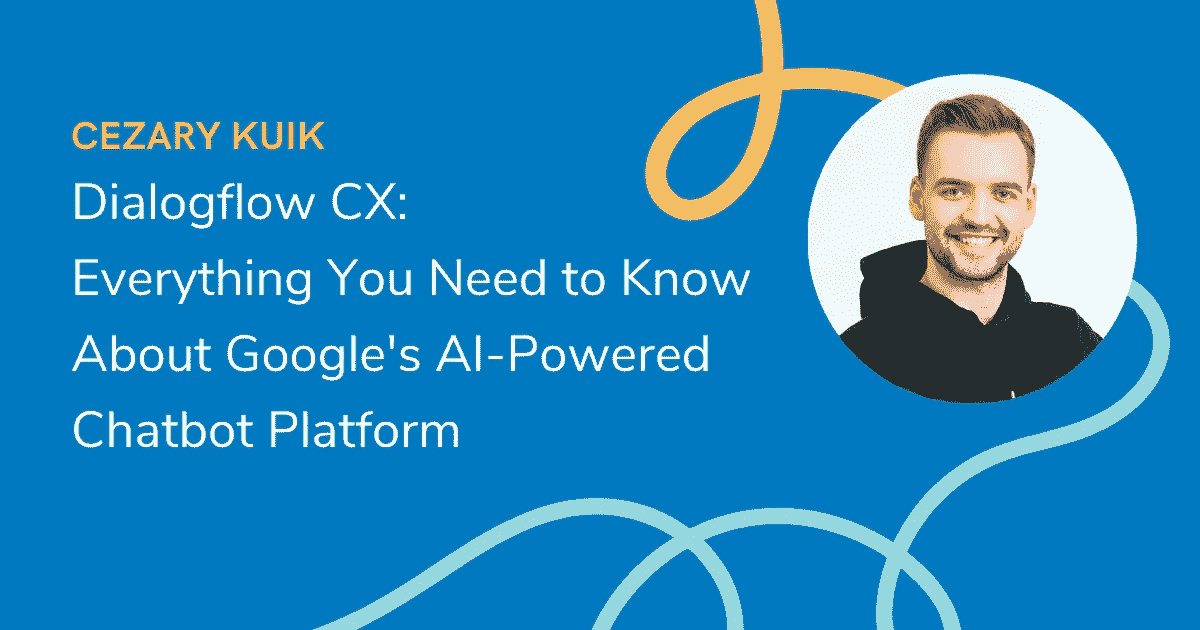 CEZARY KUIK
Dialogflow CX:
Everything You Need to Know
About Google's AI-Powered
Chatbot Platform